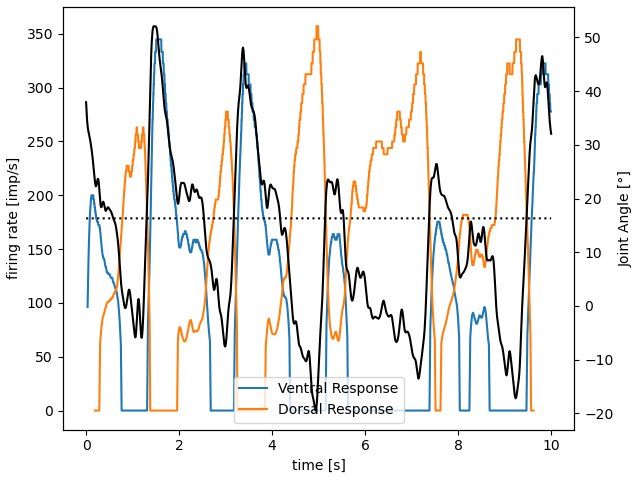 350
300
250
200
150
100
50
0
firing rate [imp/s]
50
40
30
20
10
0
−10
−20
Joint Angle [°]
Ventral Response
Dorsal Response
0 2 4 6 8 10
time [s]